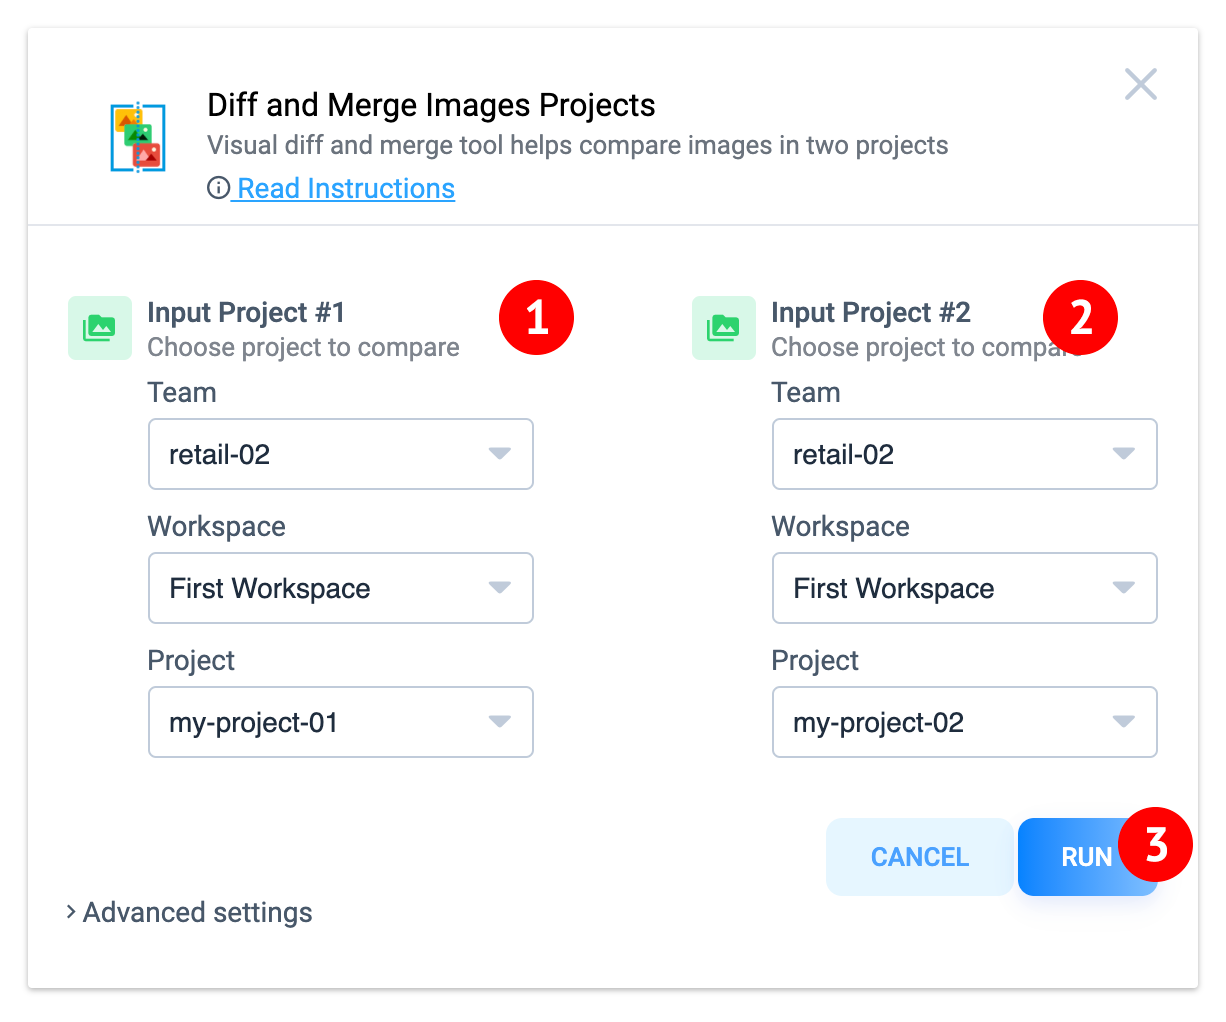 Diff and Merge Images Projects
Visual diff and merge tool helps compare images in two projects
Read Instructions
Input Project #1
Choose project to compare
1
Team
retail-02
Workspace
First Workspace
Project
my-project-01
Input Project #2
Choose project to compare
2
Team
retail-02
Workspace
First Workspace
Project
my-project-02
CANCEL
RUN
3
Advanced settings